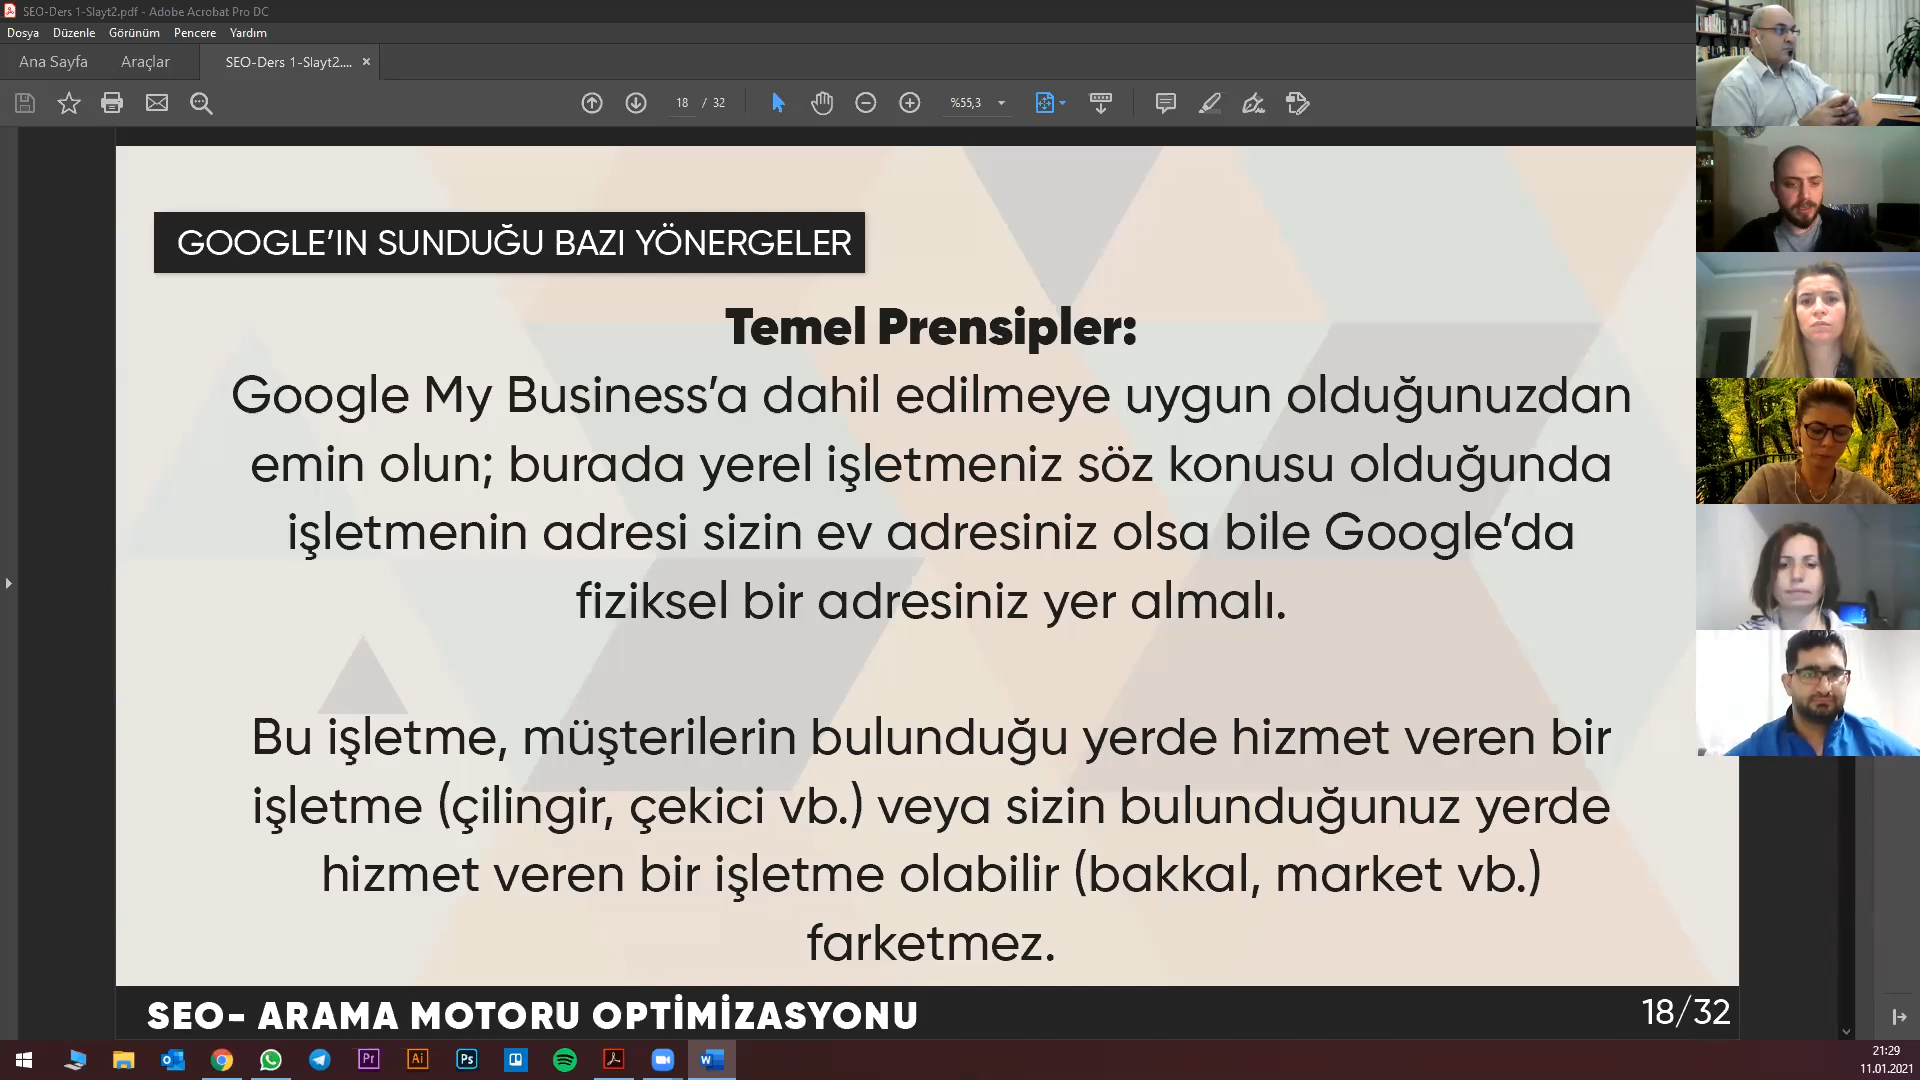 SEO-Ders 1-Slayt2.pdf - Adobe Acrobat Pro DC
Dosya Düzenle Görünüm Pencere Yardım
Ana Sayfa Araçlar SEO-Ders 1-Slayt2.... ×
18 / 32 %55,3
GOOGLE’IN SUNDUĞU BAZI YÖNERGELER
Temel Prensipler:
Google My Business’a dahil edilmeye uygun olduğunuzdan
emin olun; burada yerel işletmeniz söz konusu olduğunda
işletmenin adresi sizin ev adresiniz olsa bile Google’da
fiziksel bir adresiniz yer almalı.
Bu işletme, müşterilerin bulunduğu yerde hizmet veren bir
işletme (çilingir, çekici vb.) veya sizin bulunduğunuz yerde
hizmet veren bir işletme olabilir (bakkal, market vb.)
farketmez.
SEO- ARAMA MOTORU OPTİMİZASYONU
18/32
Pr Ai Ps
21:29
11.01.2021